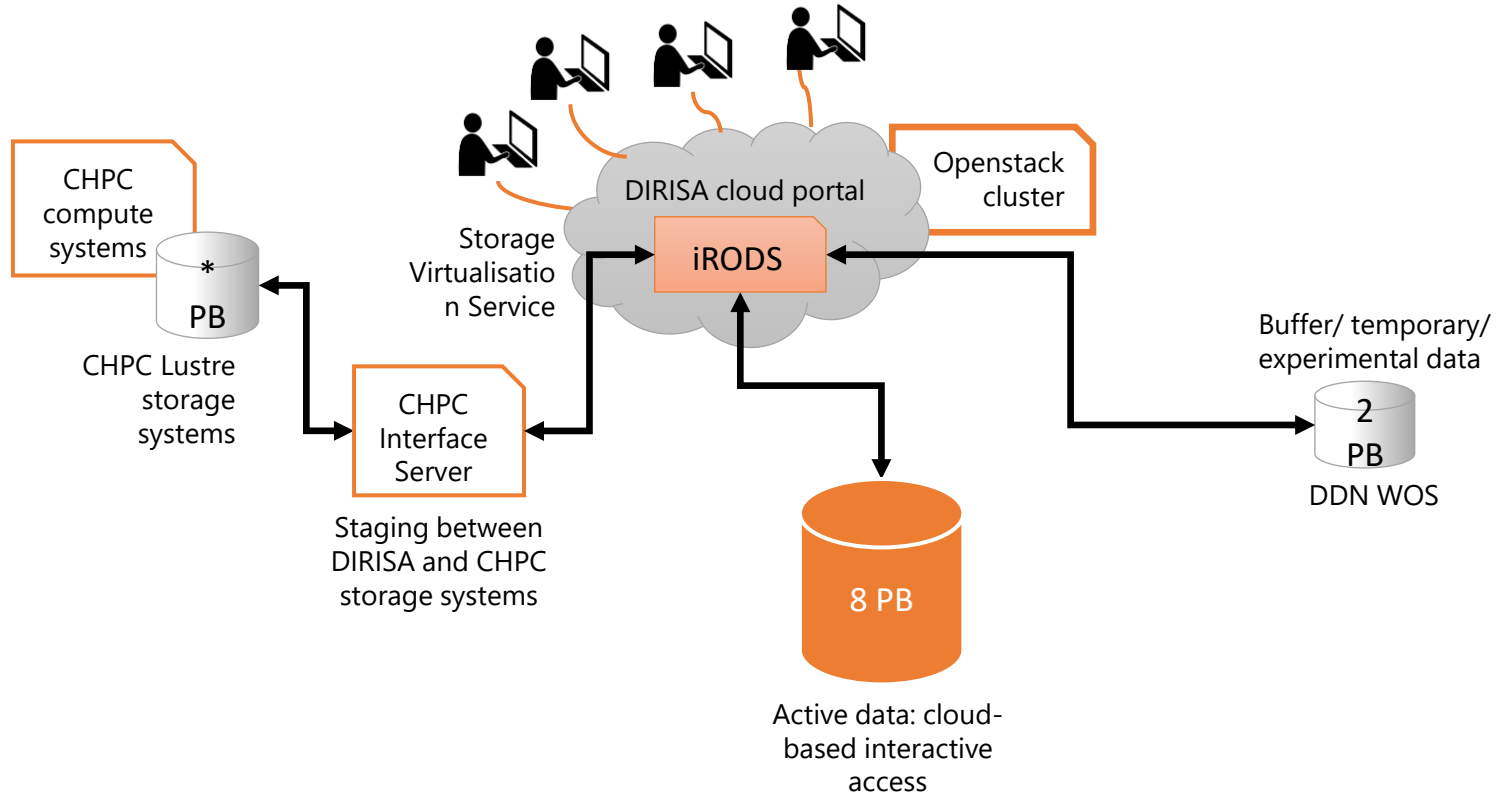 CHPC
compute
systems
*
PB
CHPC Lustre
storage
systems
CHPC
Interface
Server
Staging between
DIRISA and CHPC
storage systems
Storage
Virtualisatio
n Service
DIRISA cloud portal
iRODS
Openstack
cluster
8 PB
Active data: cloud-
based interactive
access
Buffer/ temporary/
experimental data
2
PB
DDN WOS